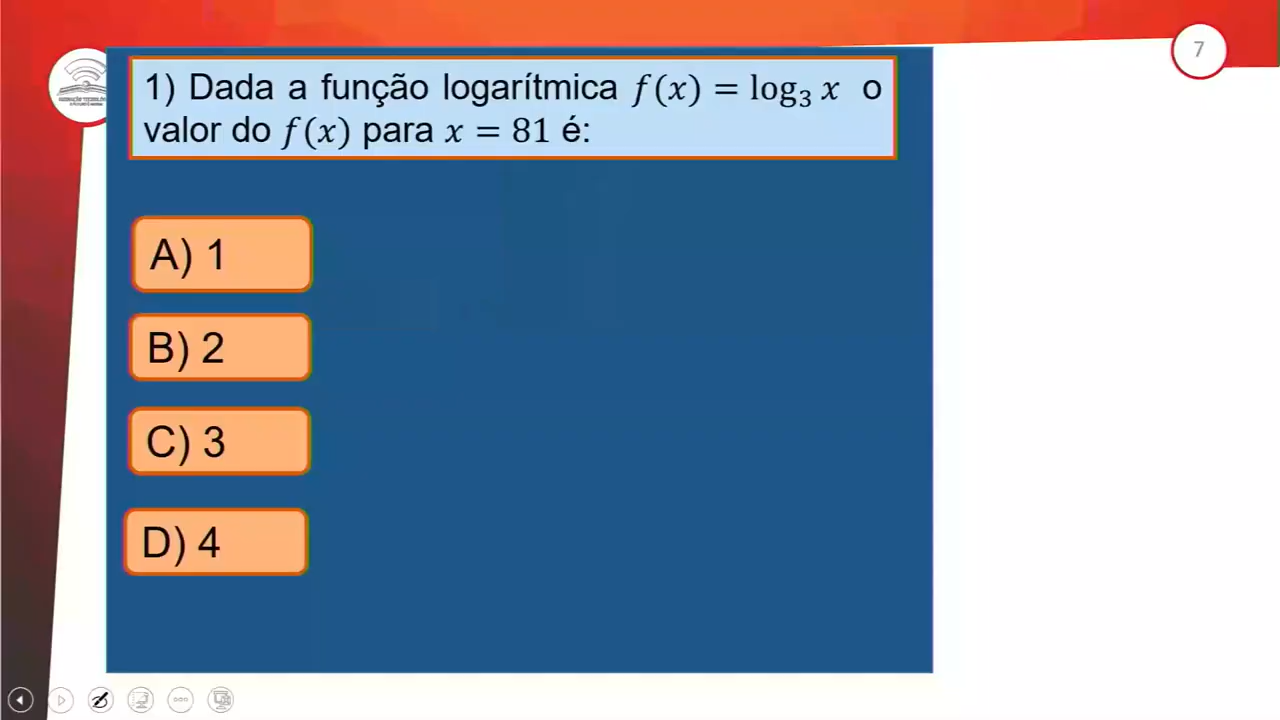 7
1) Dada a função logarítmica f(x) = log₃ x o
valor do f(x) para x = 81 é:
A) 1
B) 2
C) 3
D) 4